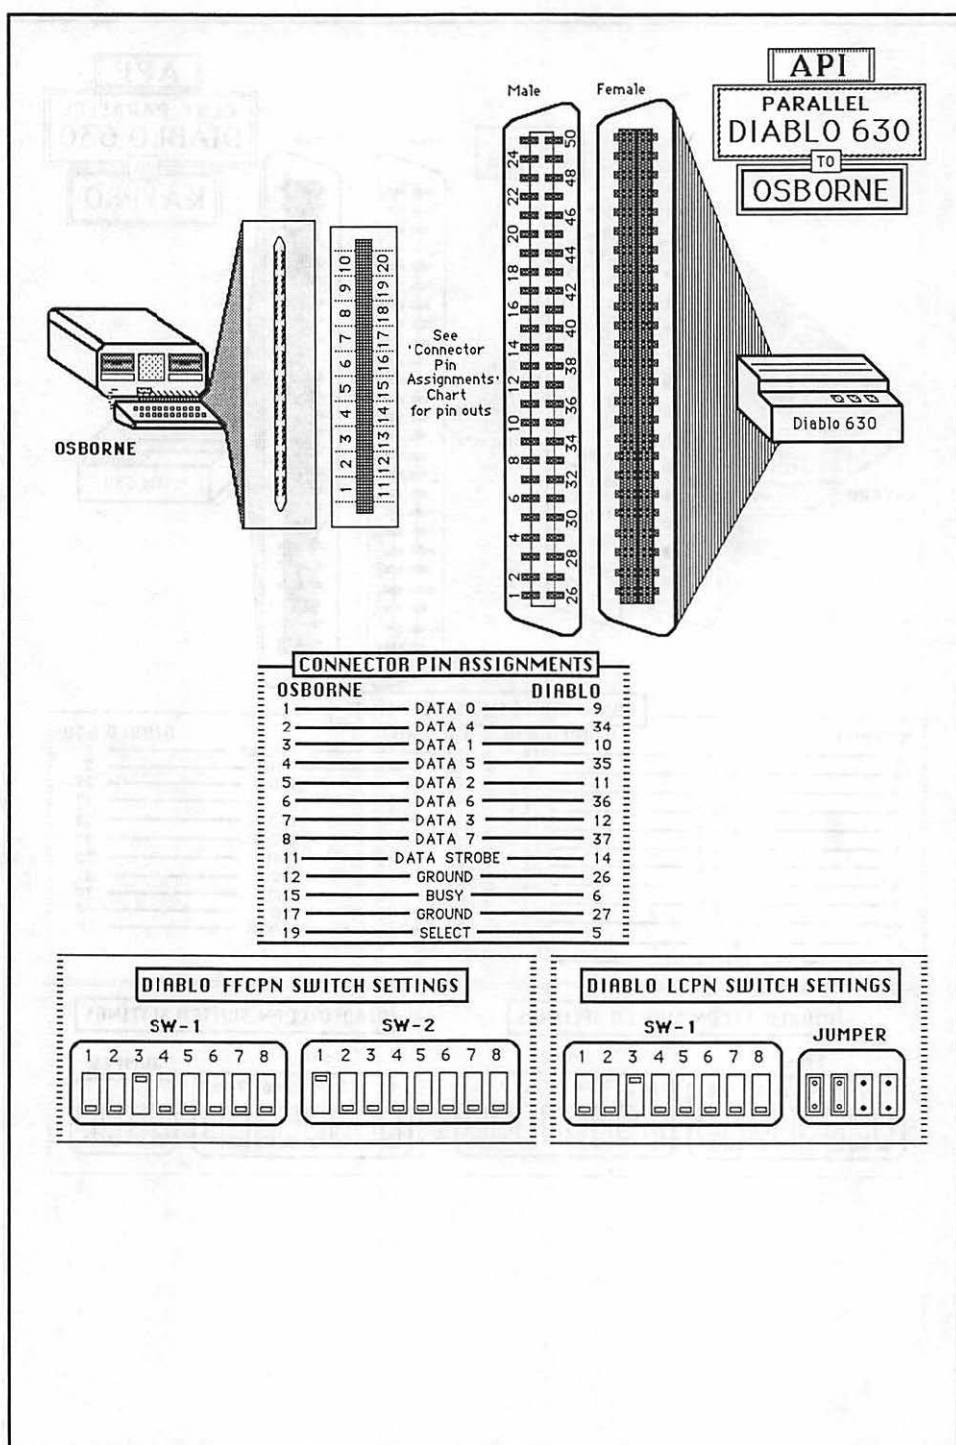 API
PARALLEL
DIABLO 630
TO
OSBORNE
Male
Female
24 22 20 18 16 14 12 10 8 6 4 2 1
50 48 46 44 42 40 38 36 34 32 30 28 26
10 20
9 19
8 18
7 17
6 16
5 15
4 14
3 13
2 12
1 11
See
'Connector
Pin
Assignments'
Chart
for pin outs
OSBORNE
Diablo 630
CONNECTOR PIN ASSIGNMENTS
OSBORNE DIABLO
1 DATA 0 9
2 DATA 4 34
3 DATA 1 10
4 DATA 5 35
5 DATA 2 11
6 DATA 6 36
7 DATA 3 12
8 DATA 7 37
11 DATA STROBE 14
12 GROUND 26
15 BUSY 6
17 GROUND 27
19 SELECT 5
DIABLO FFCPN SWITCH SETTINGS
SW-1 SW-2
1 2 3 4 5 6 7 8 1 2 3 4 5 6 7 8
DIABLO LCPN SWITCH SETTINGS
SW-1 JUMPER
1 2 3 4 5 6 7 8